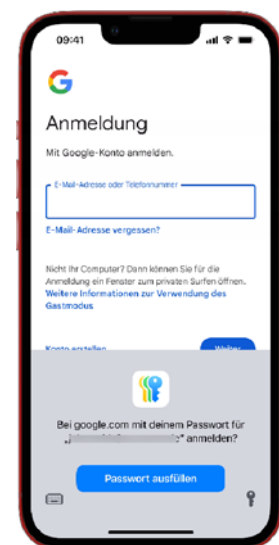 09:41
G
Anmeldung
Mit Google-Konto anmelden.
E-Mail-Adresse oder Telefonnummer
E-Mail-Adresse vergessen?
Nicht Ihr Computer? Dann können Sie für die
Anmeldung ein Fenster zum privaten Surfen öffnen.
Weitere Informationen zur Verwendung des
Gastmodus
Konto erstellen
Weiter
Bei google.com mit deinem Passwort für
“ anmelden?
Passwort ausfüllen